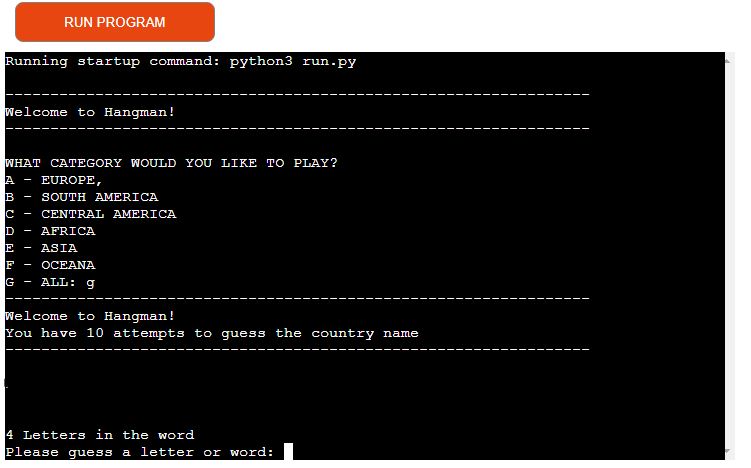 RUN PROGRAM
Running startup command: python3 run.py
-----------------------------------------------------------------
Welcome to Hangman!
-----------------------------------------------------------------
WHAT CATEGORY WOULD YOU LIKE TO PLAY?
A - EUROPE,
B - SOUTH AMERICA
C - CENTRAL AMERICA
D - AFRICA
E - ASIA
F - OCEANA
G - ALL: g
-----------------------------------------------------------------
Welcome to Hangman!
You have 10 attempts to guess the country name
-----------------------------------------------------------------
4 Letters in the word
Please guess a letter or word: